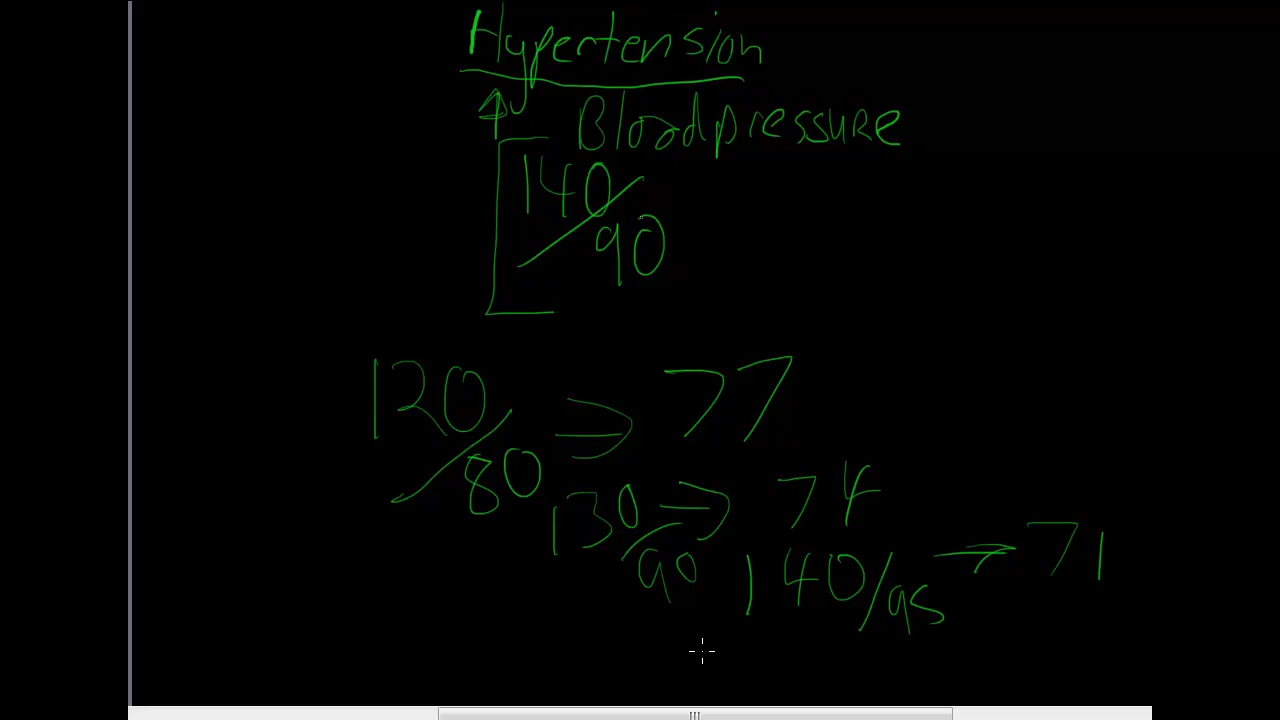 Hypertension
↑ Bloodpressure
140/90
120/80 → 77
130/90 → 74
140/95 → 71